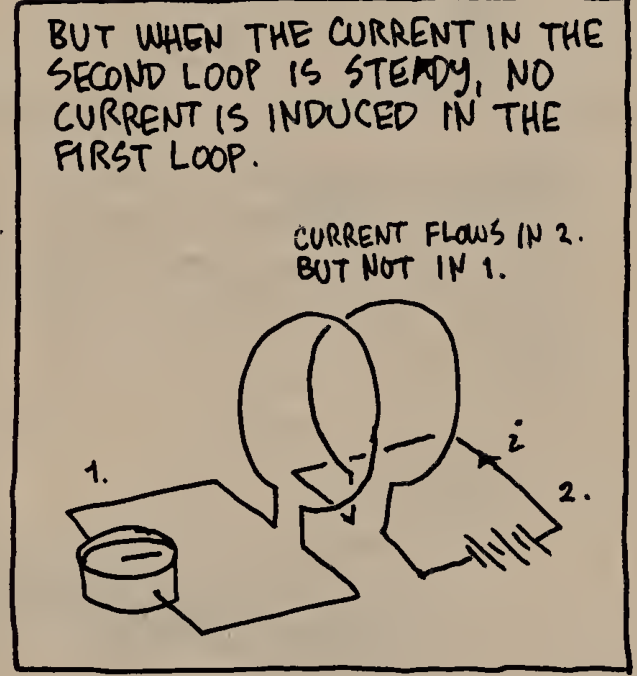 BUT WHEN THE CURRENT IN THE
SECOND LOOP IS STEADY, NO
CURRENT IS INDUCED IN THE
FIRST LOOP.
CURRENT FLOWS IN 2.
BUT NOT IN 1.
i
1.
2.